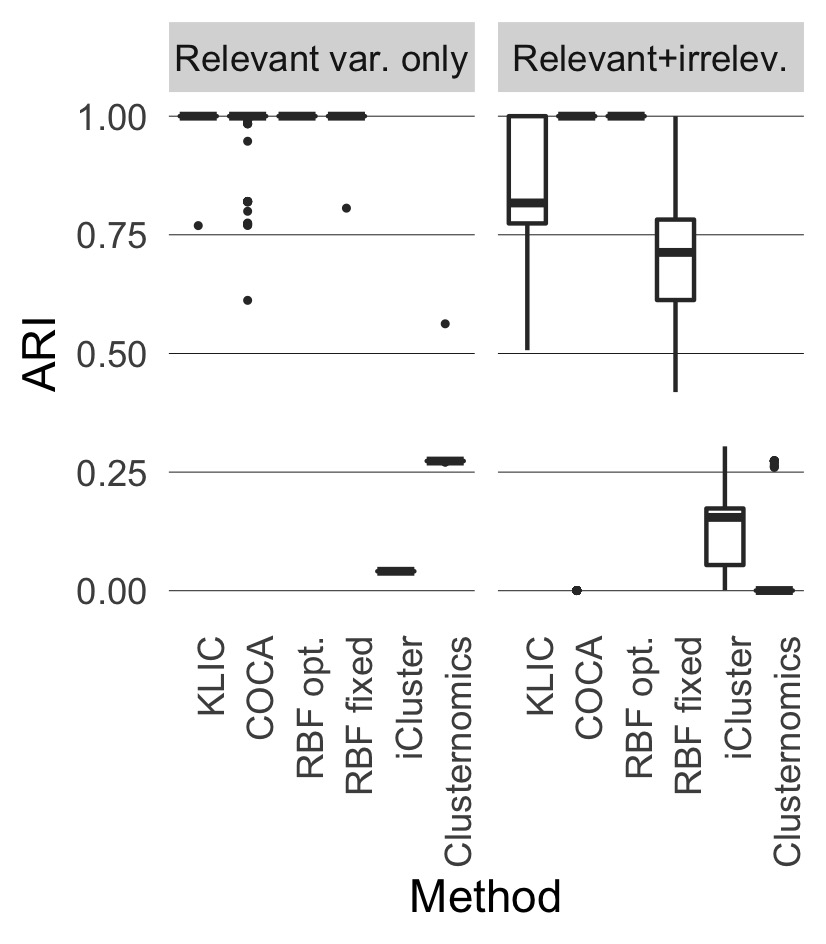 Relevant var. only
Relevant+irrelev.
1.00
0.75
0.50
0.25
0.00
ARI
KLIC
COCA
RBF opt.
RBF fixed
iCluster
Clusternomics
KLIC
COCA
RBF opt.
RBF fixed
iCluster
Clusternomics
Method